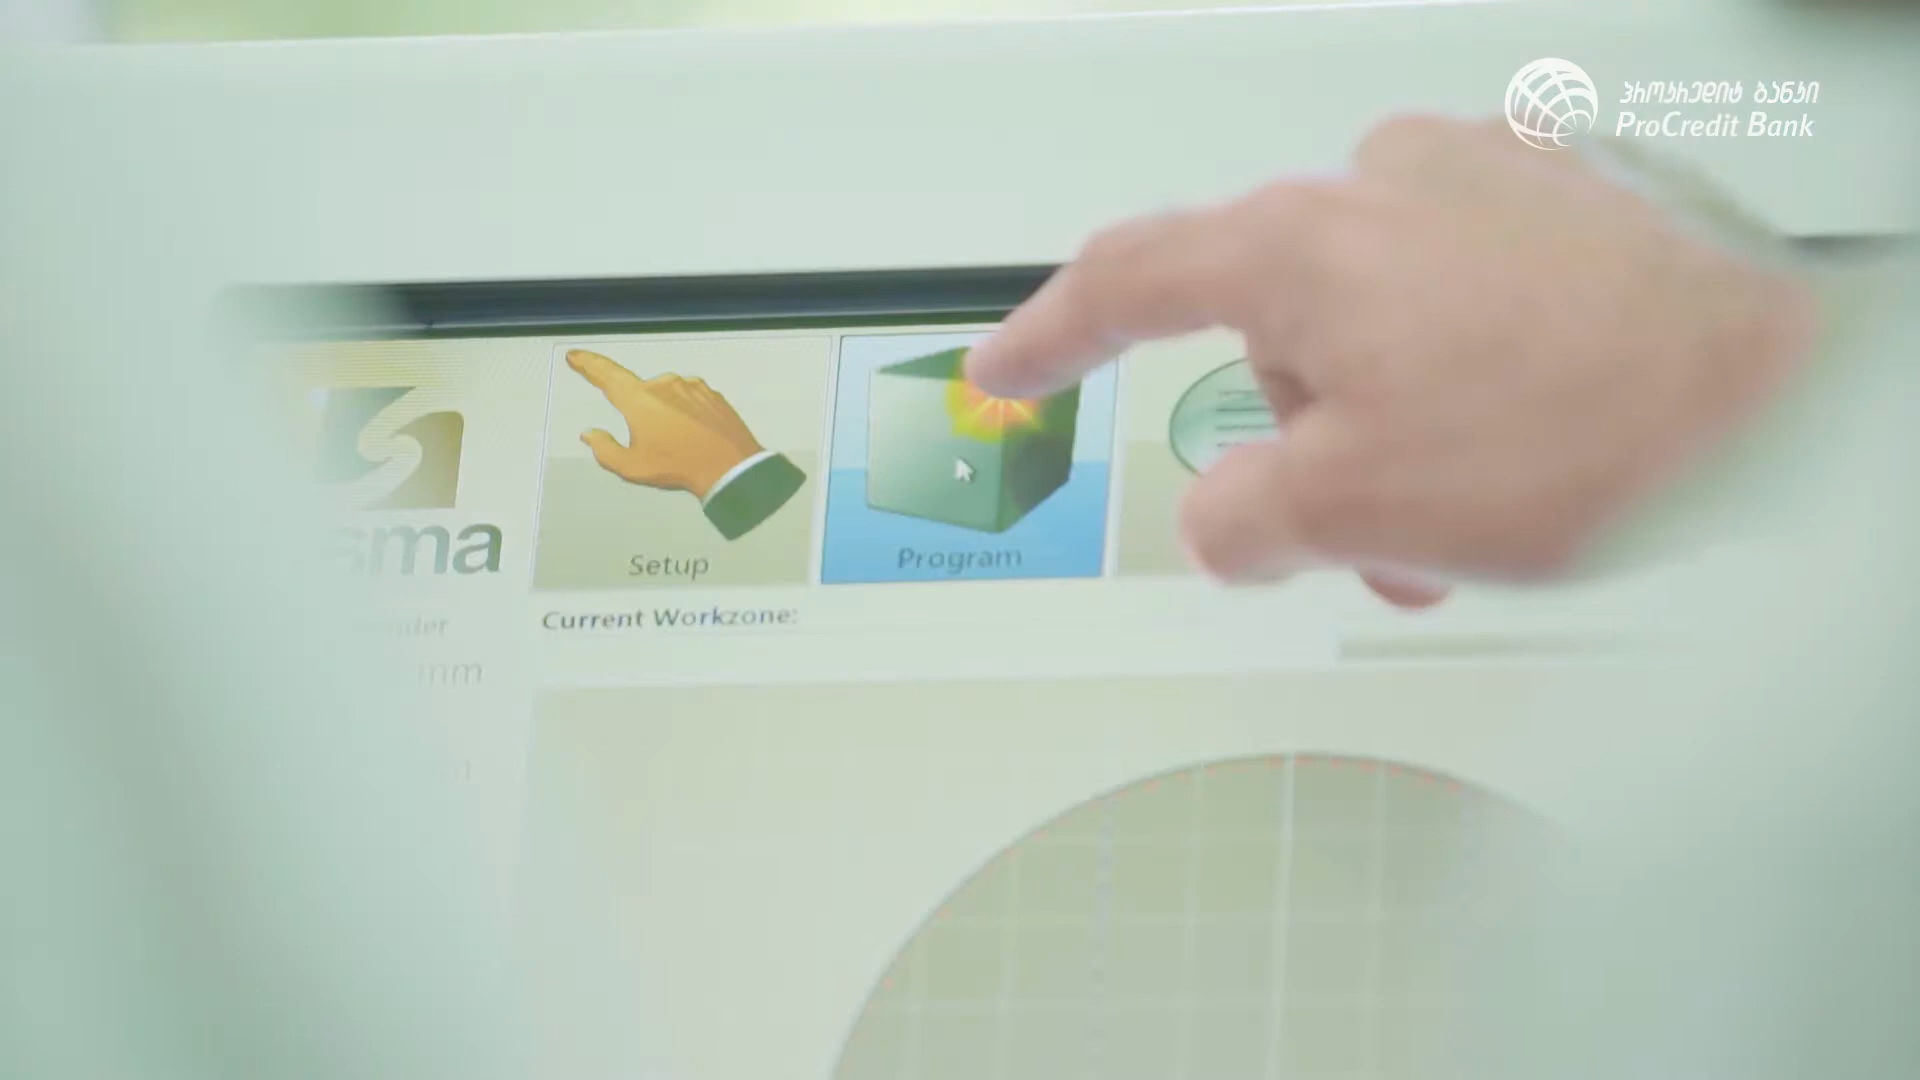 პროკრედიტ ბანკი
ProCredit Bank
sma
Setup
Program
Current Workzone:
mm